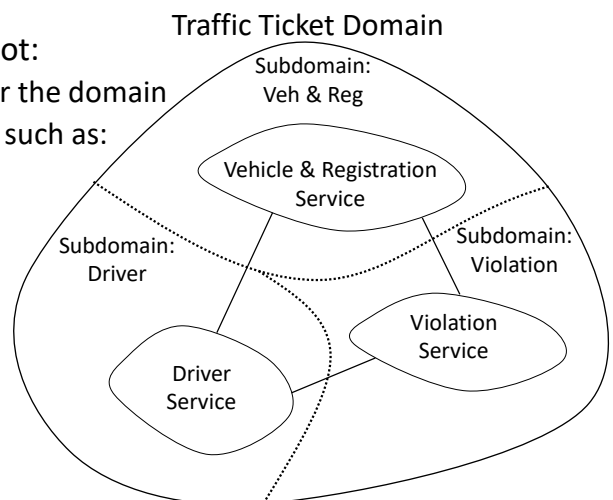 Traffic Ticket Domain
ot:
r the domain
such as:
Subdomain:
Veh & Reg
Vehicle & Registration
Service
Subdomain:
Driver
Subdomain:
Violation
Violation
Service
Driver
Service